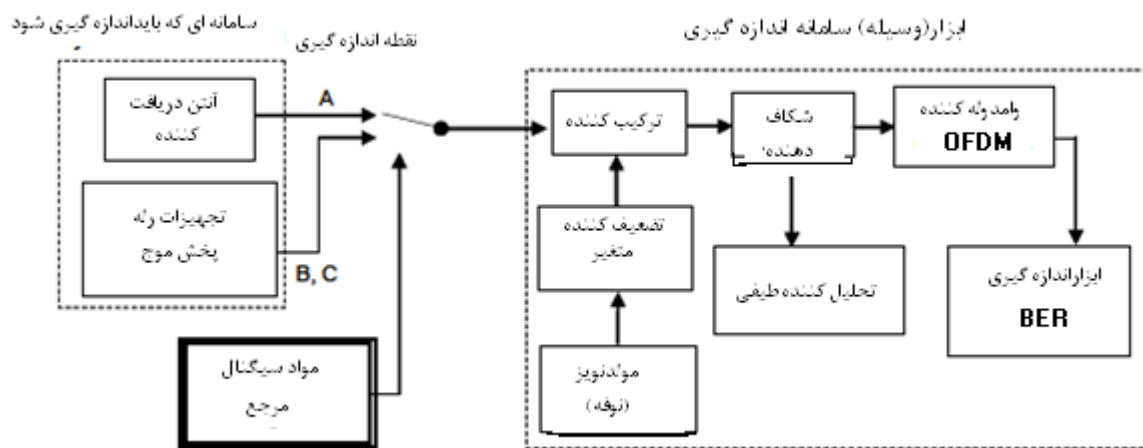 سامانه ای که بایداندازه گیری شود
نقطه اندازه گیری
ابزار(وسیله) سامانه اندازه گیری
آنتن دریافت
کننده
A
تجهیزات رله
پخش موج
B, C
مواد سیگنال
مرجع
ترکیب کننده
شکاف
دهنده
وامدوله کننده
OFDM
تضعیف کننده
متغیر
تحلیل کننده طیفی
ابزاراندازه گیری
BER
مولدنویز
(نوفه)